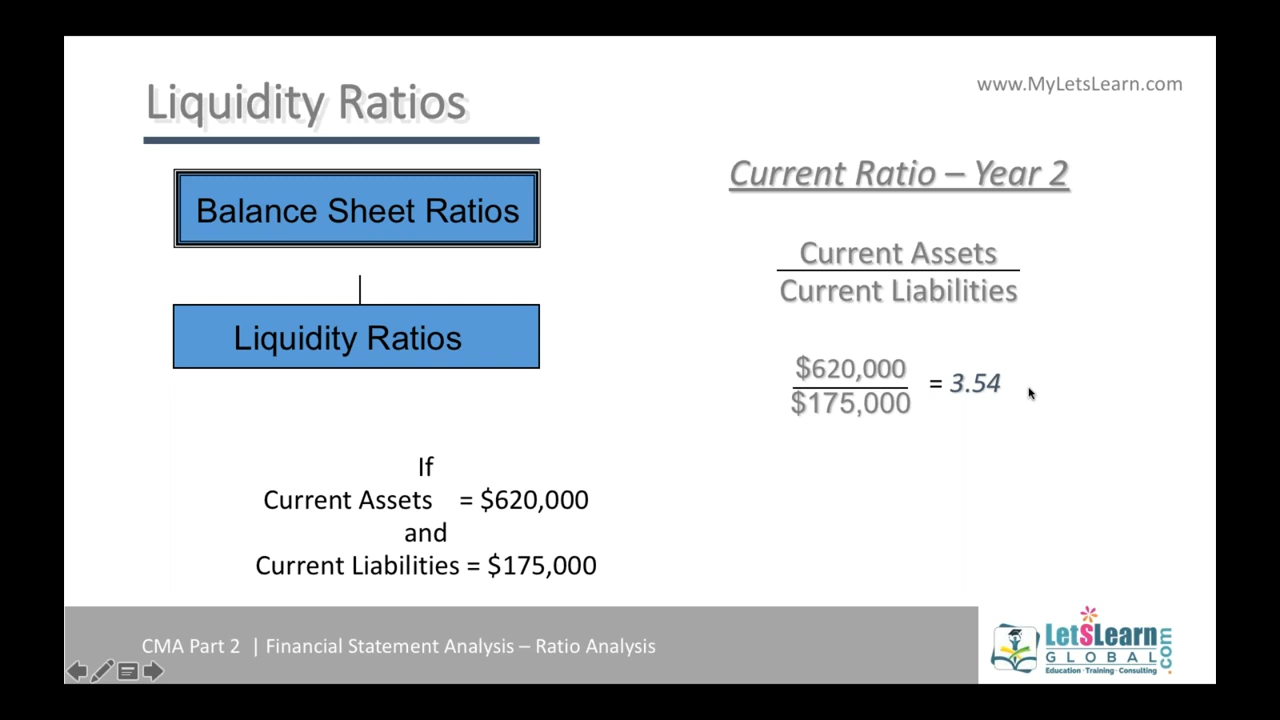 Liquidity Ratios
www.MyLetsLearn.com
Balance Sheet Ratios
Liquidity Ratios
Current Ratio – Year 2
Current Assets
Current Liabilities
$620,000
$175,000
= 3.54
If
Current Assets = $620,000
and
Current Liabilities = $175,000
CMA Part 2 | Financial Statement Analysis – Ratio Analysis
LetSLearn.com
GLOBAL
Education · Training · Consulting